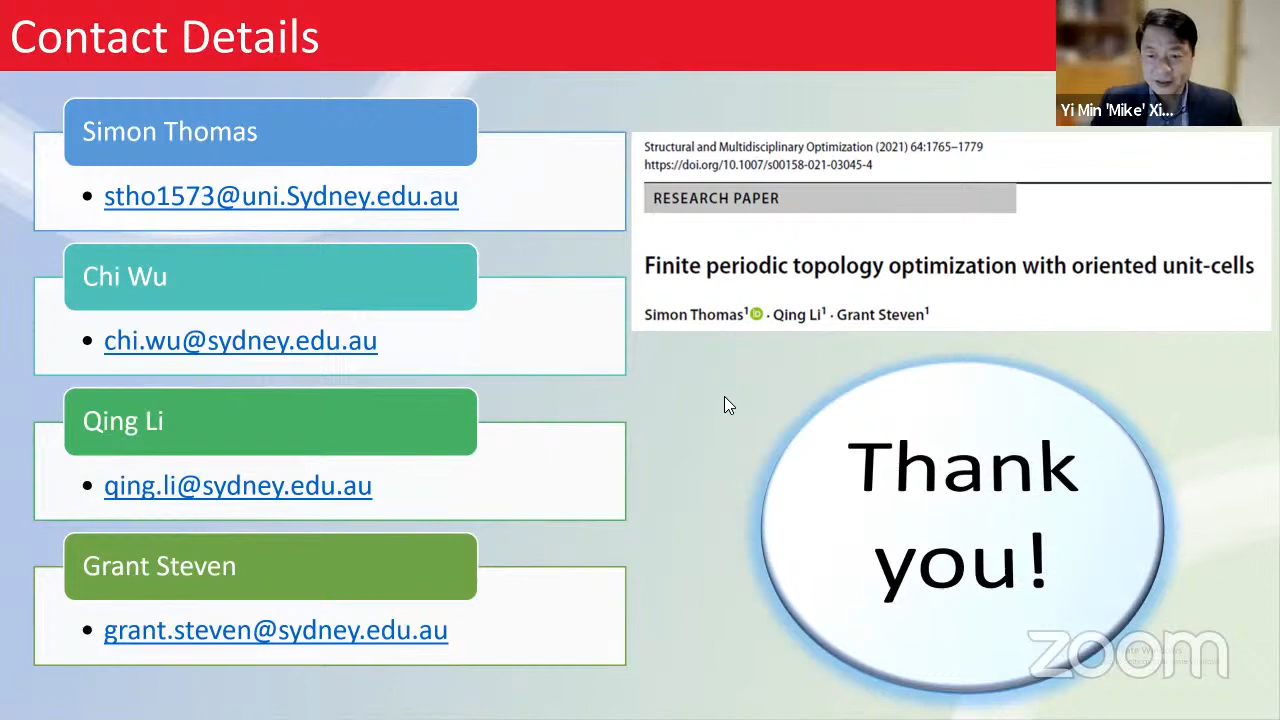 Contact Details
Yi Min 'Mike' Xi...
Simon Thomas
• stho1573@uni.Sydney.edu.au
Chi Wu
• chi.wu@sydney.edu.au
Qing Li
• qing.li@sydney.edu.au
Grant Steven
• grant.steven@sydney.edu.au
Structural and Multidisciplinary Optimization (2021) 64:1765–1779
https://doi.org/10.1007/s00158-021-03045-4
RESEARCH PAPER
Finite periodic topology optimization with oriented unit-cells
Simon Thomas¹ iD · Qing Li¹ · Grant Steven¹
Thank
you!
zoom